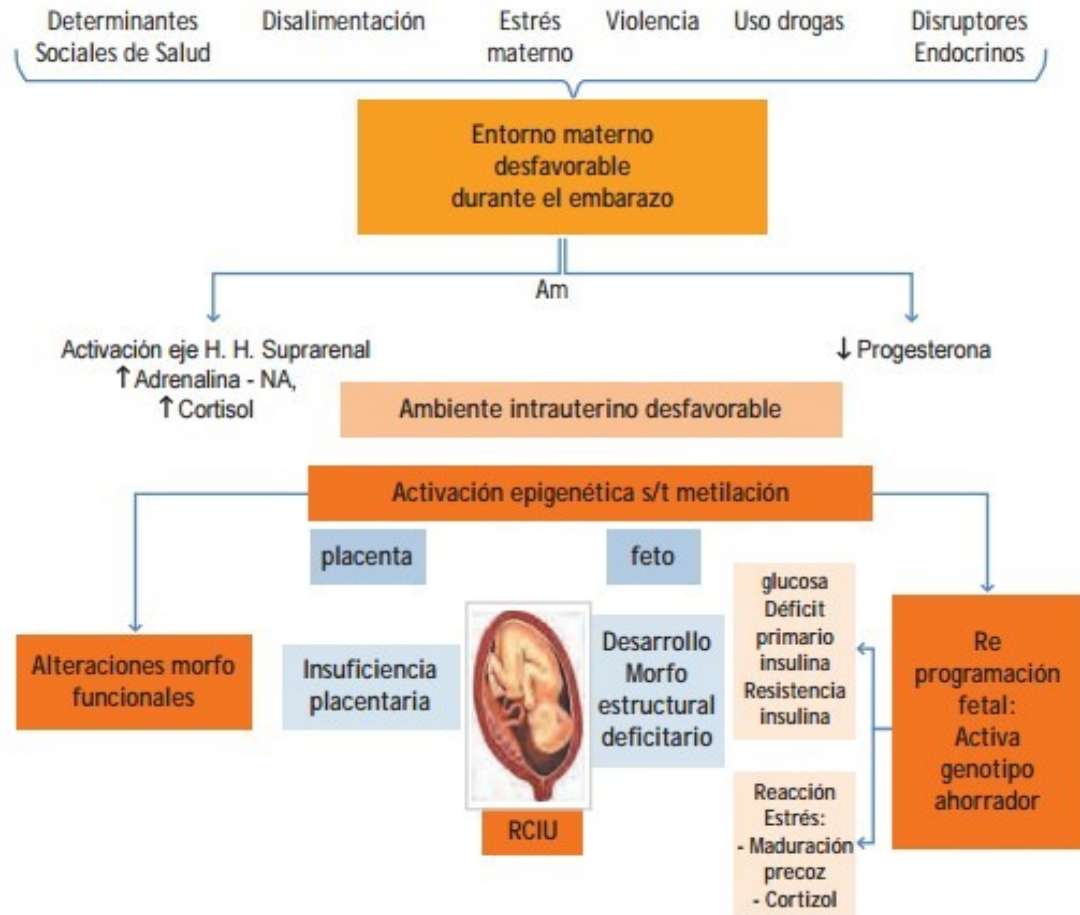 Determinantes
Sociales de Salud
Disalimentación
Estrés
materno
Violencia
Uso drogas
Disruptores
Endocrinos
Entorno materno
desfavorable
durante el embarazo
Am
Activación eje H. H. Suprarenal
↑ Adrenalina - NA,
↑ Cortisol
↓ Progesterona
Ambiente intrauterino desfavorable
Activación epigenética s/t metilación
placenta
feto
Alteraciones morfo
funcionales
Insuficiencia
placentaria
RCIU
Desarrollo
Morfo
estructural
deficitario
glucosa
Déficit
primario
insulina
Resistencia
insulina
Reacción
Estrés:
- Maduración
precoz
- Cortizol
Re
programación
fetal:
Activa
genotipo
ahorrador